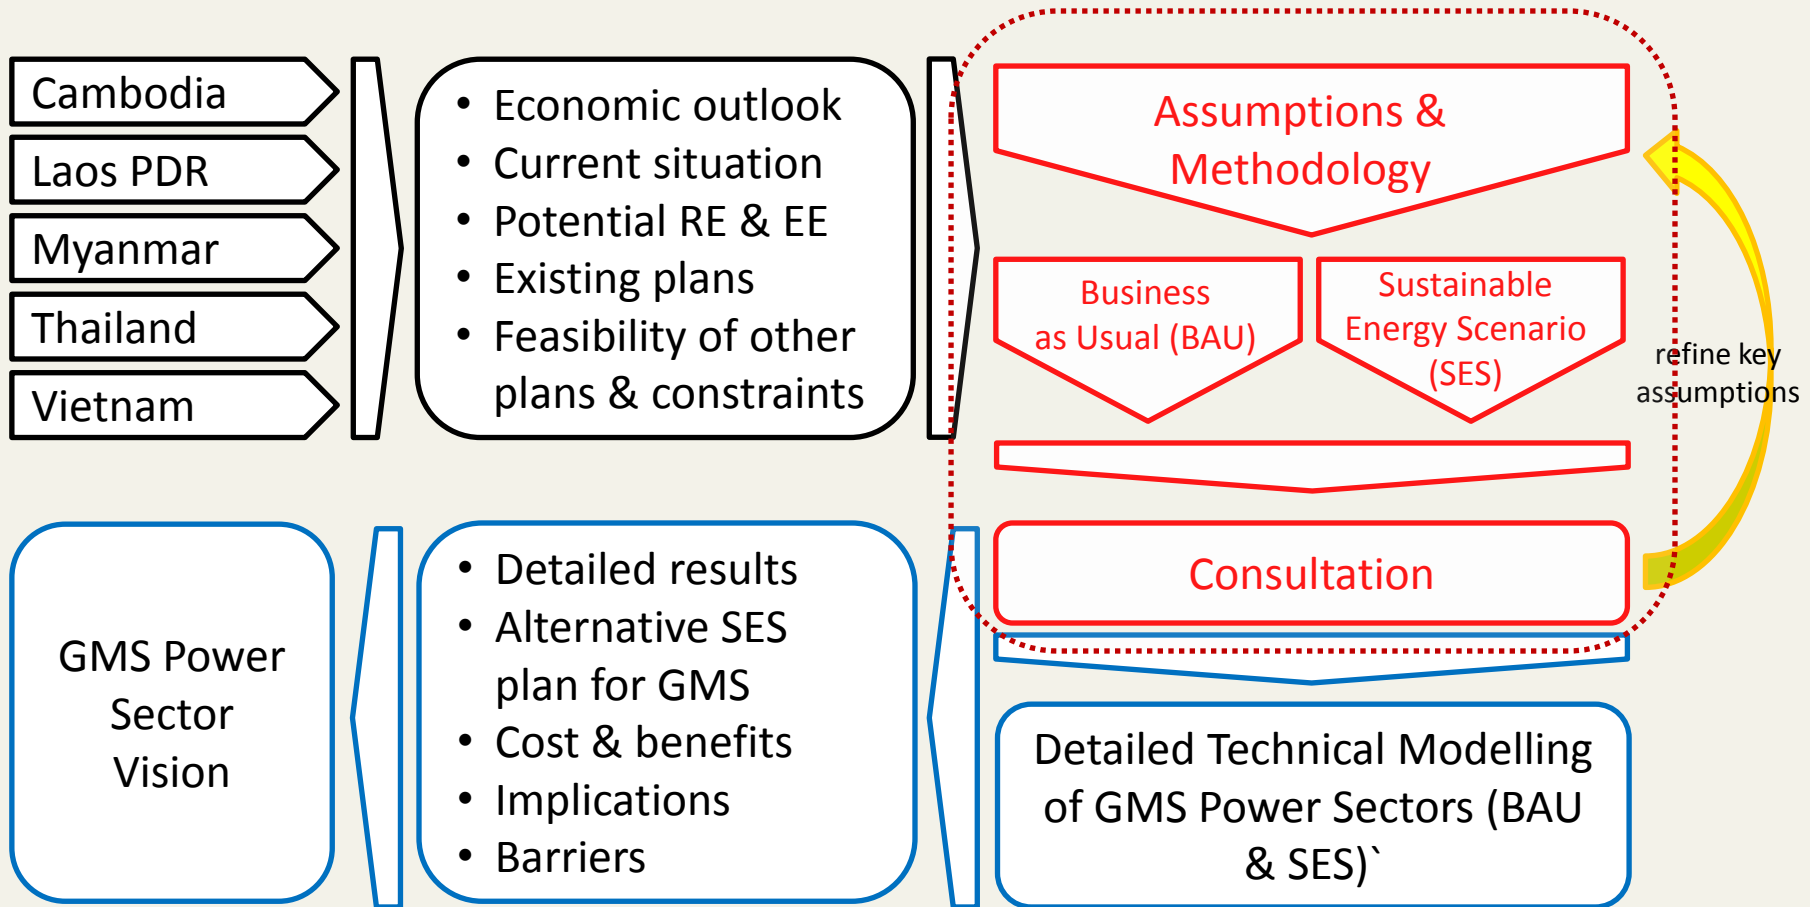 Cambodia
Laos PDR
Myanmar
Thailand
Vietnam
• Economic outlook
• Current situation
• Potential RE & EE
• Existing plans
• Feasibility of other
plans & constraints
Assumptions &
Methodology
Business
as Usual (BAU)
Sustainable
Energy Scenario
(SES)
refine key
assumptions
Consultation
Detailed Technical Modelling
of GMS Power Sectors (BAU
& SES)`
• Detailed results
• Alternative SES
plan for GMS
• Cost & benefits
• Implications
• Barriers
GMS Power
Sector
Vision